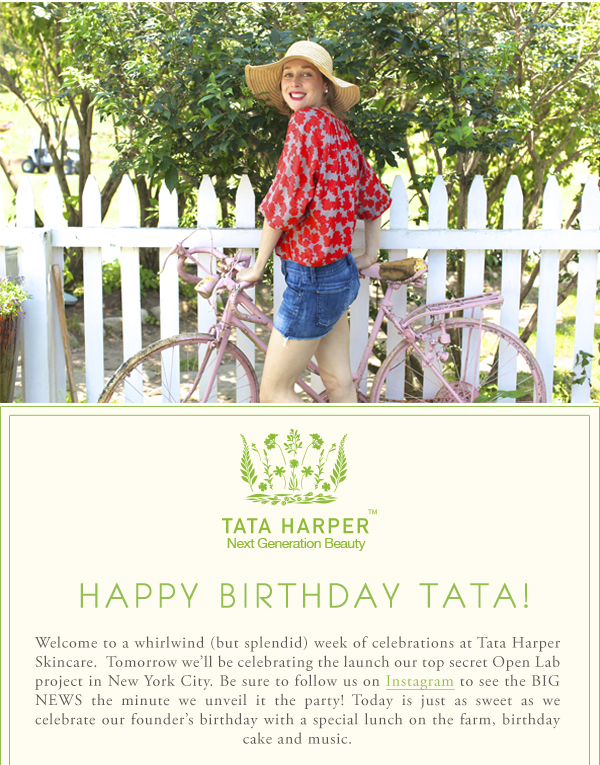 TATA HARPER™
Next Generation Beauty
HAPPY BIRTHDAY TATA!
Welcome to a whirlwind (but splendid) week of celebrations at Tata Harper
Skincare. Tomorrow we'll be celebrating the launch our top secret Open Lab
project in New York City. Be sure to follow us on Instagram to see the BIG
NEWS the minute we unveil it the party! Today is just as sweet as we
celebrate our founder's birthday with a special lunch on the farm, birthday
cake and music.